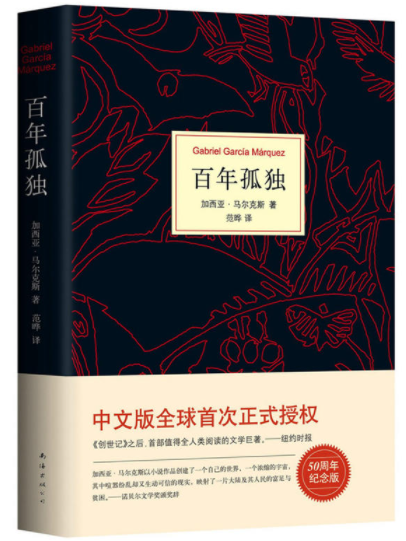 Gabriel
García
Márquez
百年孤独
加西亚·马尔克斯 著
范晔 译
南海出版公司
Gabriel García Márquez
百年孤独
加西亚·马尔克斯 著
范晔 译
中文版全球首次正式授权
《创世记》之后,首部值得全人类阅读的文学巨著。——纽约时报
加西亚·马尔克斯以小说作品创建了一个自己的世界,一个浓缩的宇宙,
其中喧嚣纷乱却又生动可信的现实,映射了一片大陆及其人民的富足与
贫困。——诺贝尔文学奖颁奖辞
50周年
纪念版